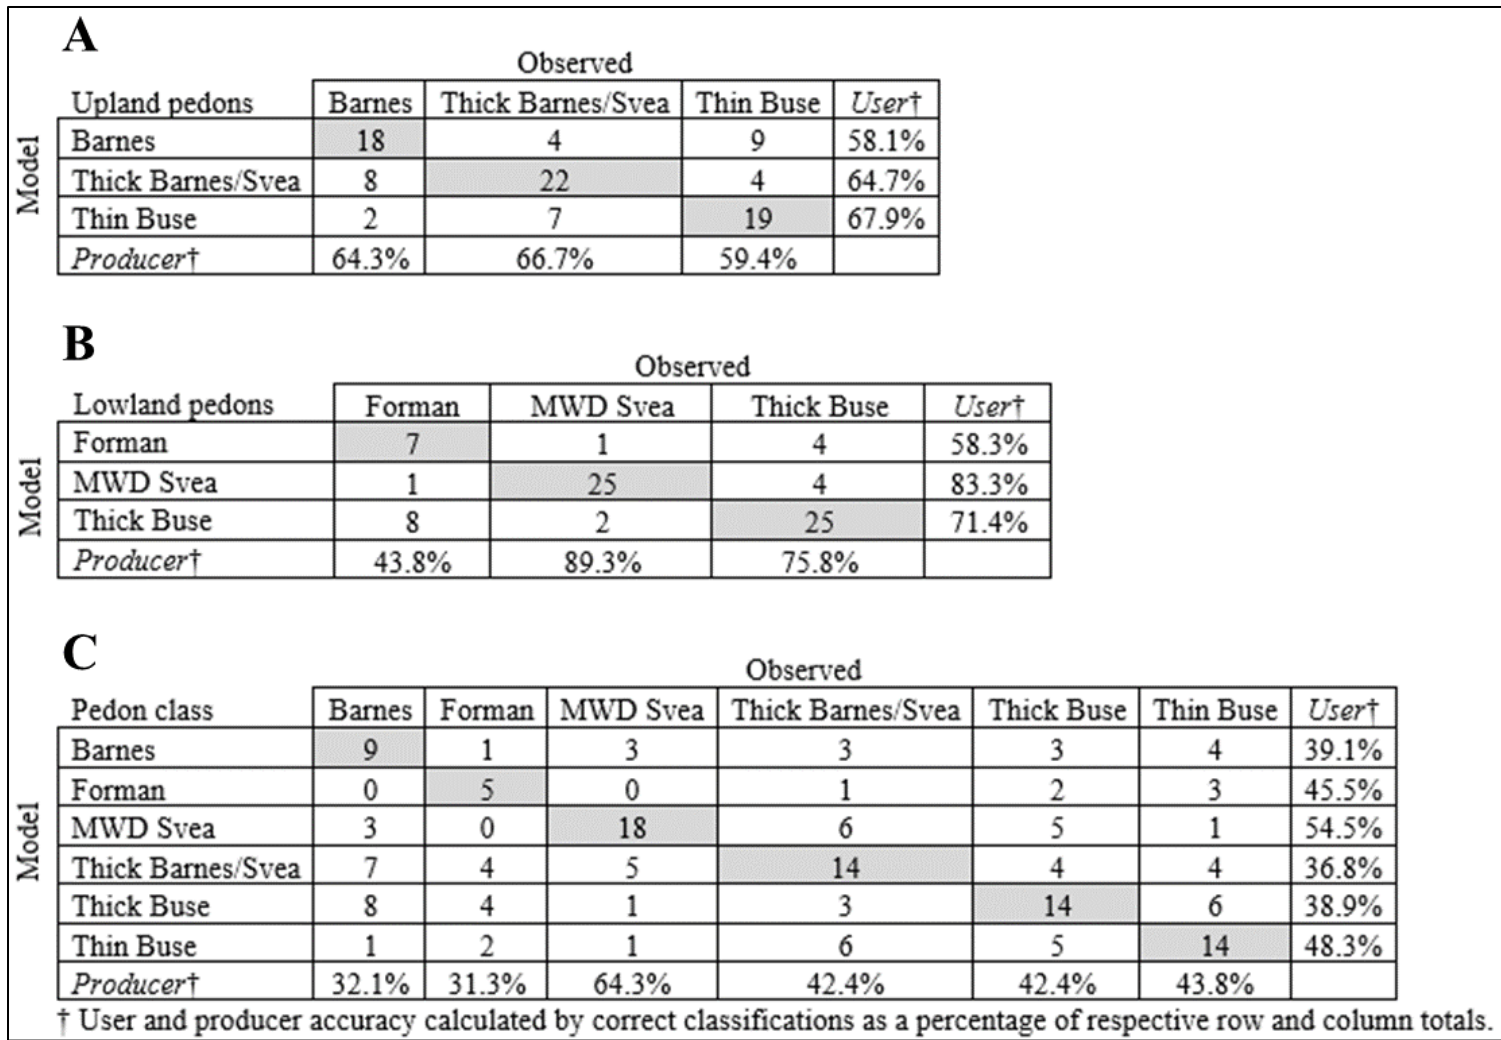 A
Observed
Upland pedons Barnes Thick Barnes/Svea Thin Buse User†
Model
Barnes 18 4 9 58.1%
Thick Barnes/Svea 8 22 4 64.7%
Thin Buse 2 7 19 67.9%
Producer† 64.3% 66.7% 59.4%
B
Observed
Lowland pedons Forman MWD Svea Thick Buse User†
Model
Forman 7 1 4 58.3%
MWD Svea 1 25 4 83.3%
Thick Buse 8 2 25 71.4%
Producer† 43.8% 89.3% 75.8%
C
Observed
Pedon class Barnes Forman MWD Svea Thick Barnes/Svea Thick Buse Thin Buse User†
Model
Barnes 9 1 3 3 3 4 39.1%
Forman 0 5 0 1 2 3 45.5%
MWD Svea 3 0 18 6 5 1 54.5%
Thick Barnes/Svea 7 4 5 14 4 4 36.8%
Thick Buse 8 4 1 3 14 6 38.9%
Thin Buse 1 2 1 6 5 14 48.3%
Producer† 32.1% 31.3% 64.3% 42.4% 42.4% 43.8%
† User and producer accuracy calculated by correct classifications as a percentage of respective row and column totals.